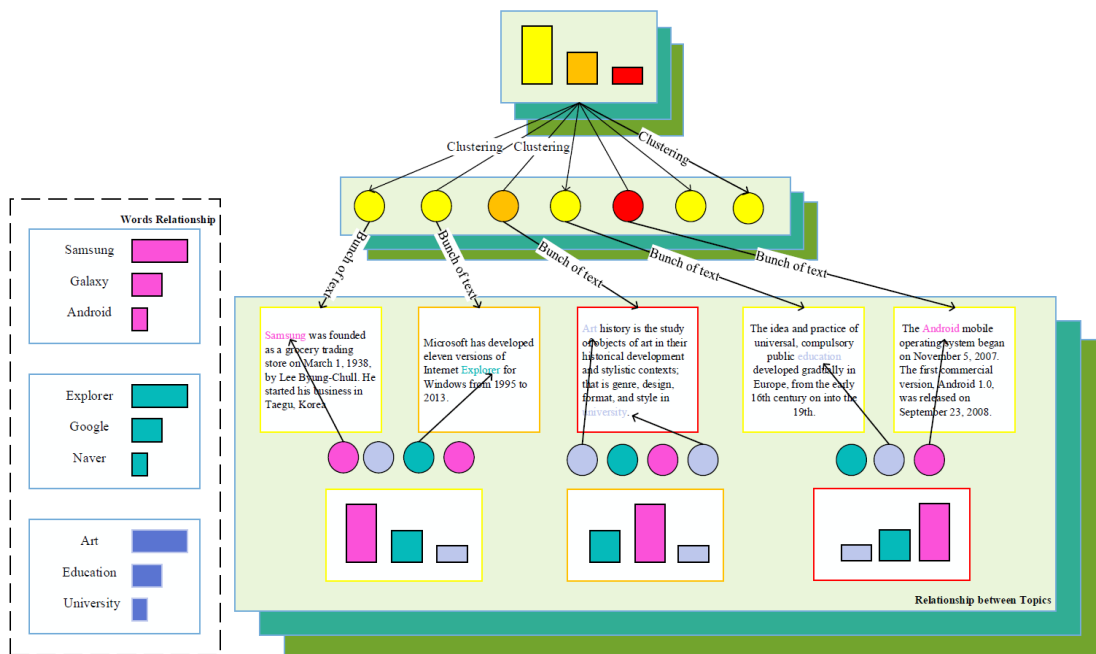 Clustering
Clustering
Clustering
Bunch of text
Bunch of text
Bunch of text
Bunch of text
Bunch of text
Words Relationship
Samsung
Galaxy
Android
Explorer
Google
Naver
Art
Education
University
Samsung was founded
as a grocery trading
store on March 1, 1938,
by Lee Byung-Chull. He
started his business in
Taegu, Korea
Microsoft has developed
eleven versions of
Internet Explorer for
Windows from 1995 to
2013.
Art history is the study
of objects of art in their
historical development
and stylistic contexts;
that is genre, design,
format, and style in
university.
The idea and practice of
universal, compulsory
public education
developed gradually in
Europe, from the early
16th century on into the
19th.
The Android mobile
operating system began
on November 5, 2007.
The first commercial
version, Android 1.0,
was released on
September 23, 2008.
Relationship between Topics